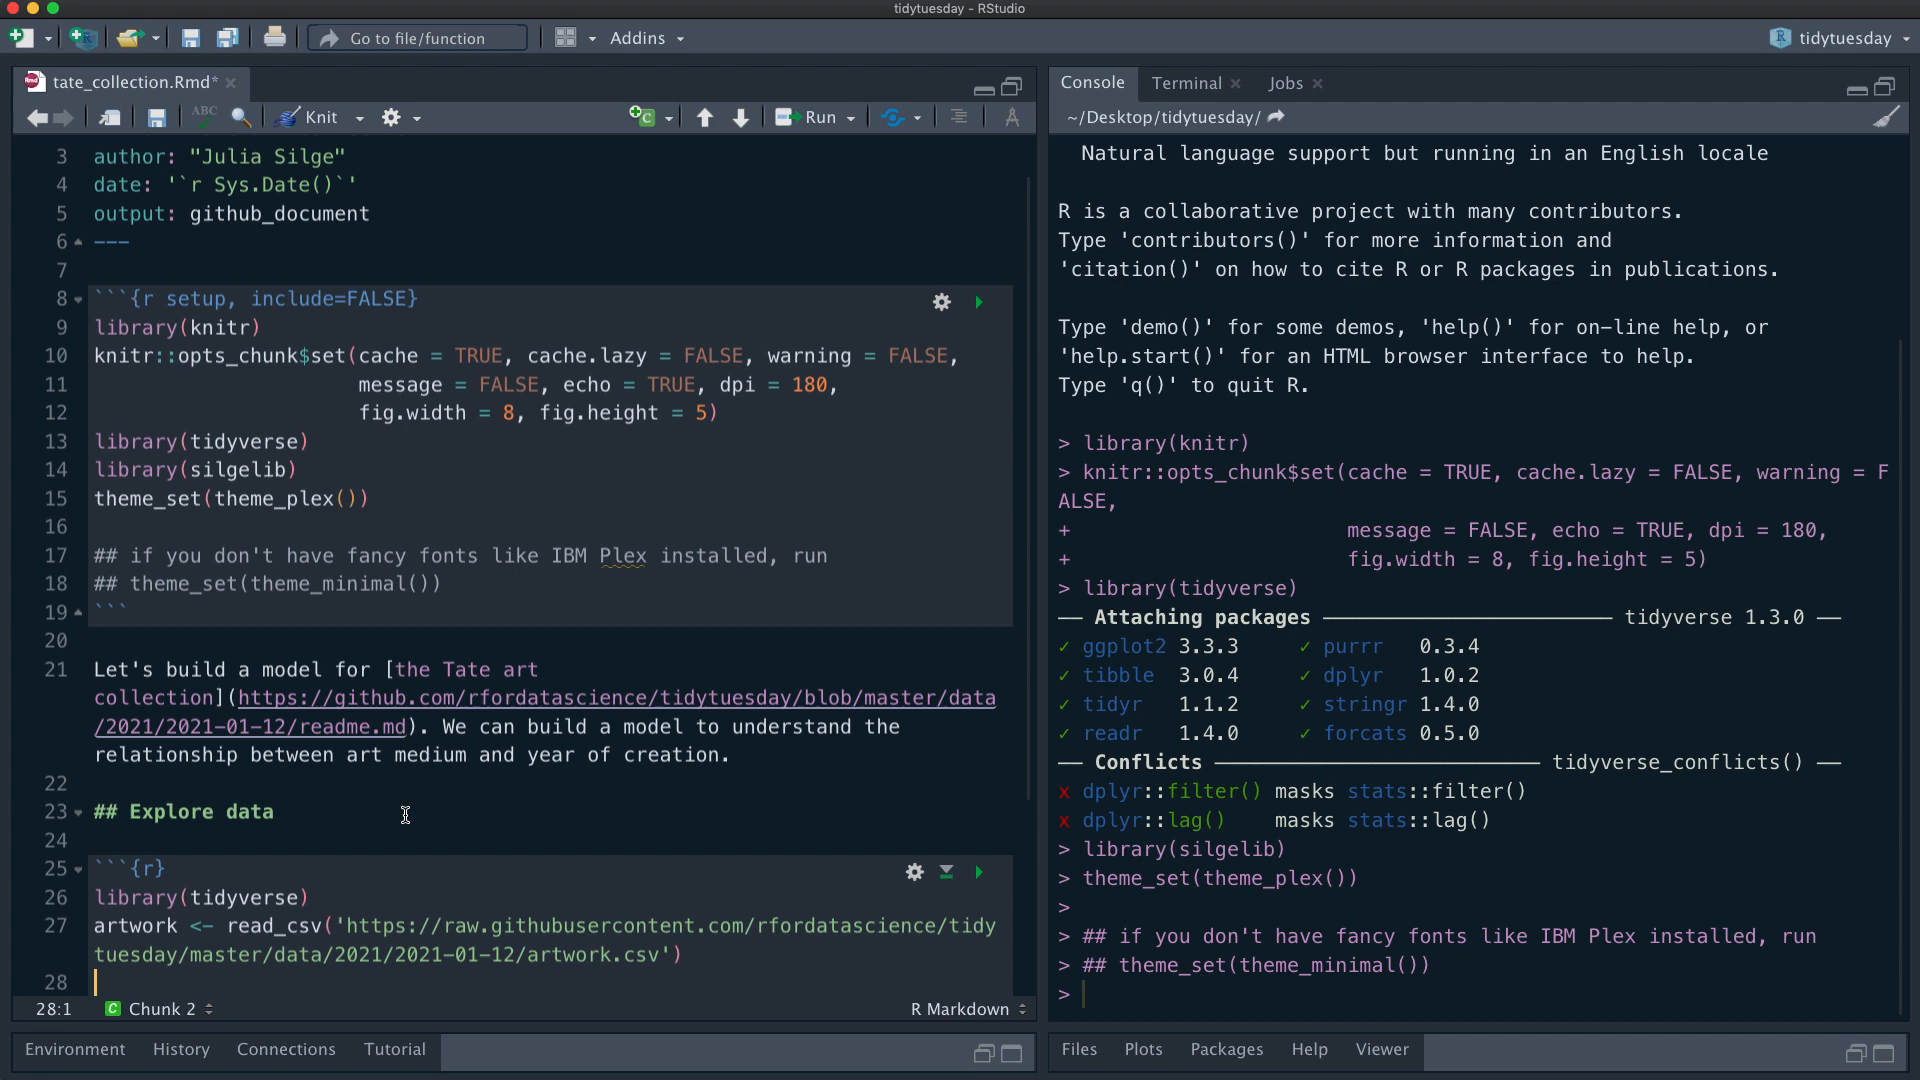 tidytuesday - RStudio
Go to file/function
Addins
tidytuesday
tate_collection.Rmd*
Console
Terminal
Jobs
ABC
Knit
Run
~/Desktop/tidytuesday/
3 author: "Julia Silge"
4 date: '`r Sys.Date()`'
5 output: github_document
6 ---
7
8 ```{r setup, include=FALSE}
9 library(knitr)
10 knitr::opts_chunk$set(cache = TRUE, cache.lazy = FALSE, warning = FALSE,
11 message = FALSE, echo = TRUE, dpi = 180,
12 fig.width = 8, fig.height = 5)
13 library(tidyverse)
14 library(silgelib)
15 theme_set(theme_plex())
16
17 ## if you don't have fancy fonts like IBM Plex installed, run
18 ## theme_set(theme_minimal())
19 ```
20
21 Let's build a model for [the Tate art
collection](https://github.com/rfordatascience/tidytuesday/blob/master/data
/2021/2021-01-12/readme.md). We can build a model to understand the
relationship between art medium and year of creation.
22
23 ## Explore data
24
25 ```{r}
26 library(tidyverse)
27 artwork <- read_csv('https://raw.githubusercontent.com/rfordatascience/tidy
tuesday/master/data/2021/2021-01-12/artwork.csv')
28
28:1
C Chunk 2
R Markdown
Environment
History
Connections
Tutorial
Natural language support but running in an English locale
R is a collaborative project with many contributors.
Type 'contributors()' for more information and
'citation()' on how to cite R or R packages in publications.
Type 'demo()' for some demos, 'help()' for on-line help, or
'help.start()' for an HTML browser interface to help.
Type 'q()' to quit R.
> library(knitr)
> knitr::opts_chunk$set(cache = TRUE, cache.lazy = FALSE, warning = F
ALSE,
+ message = FALSE, echo = TRUE, dpi = 180,
+ fig.width = 8, fig.height = 5)
> library(tidyverse)
── Attaching packages ──────────────────────── tidyverse 1.3.0 ──
✓ ggplot2 3.3.3 ✓ purrr 0.3.4
✓ tibble 3.0.4 ✓ dplyr 1.0.2
✓ tidyr 1.1.2 ✓ stringr 1.4.0
✓ readr 1.4.0 ✓ forcats 0.5.0
── Conflicts ─────────────────────────── tidyverse_conflicts() ──
x dplyr::filter() masks stats::filter()
x dplyr::lag() masks stats::lag()
> library(silgelib)
> theme_set(theme_plex())
>
> ## if you don't have fancy fonts like IBM Plex installed, run
> ## theme_set(theme_minimal())
>
Files
Plots
Packages
Help
Viewer